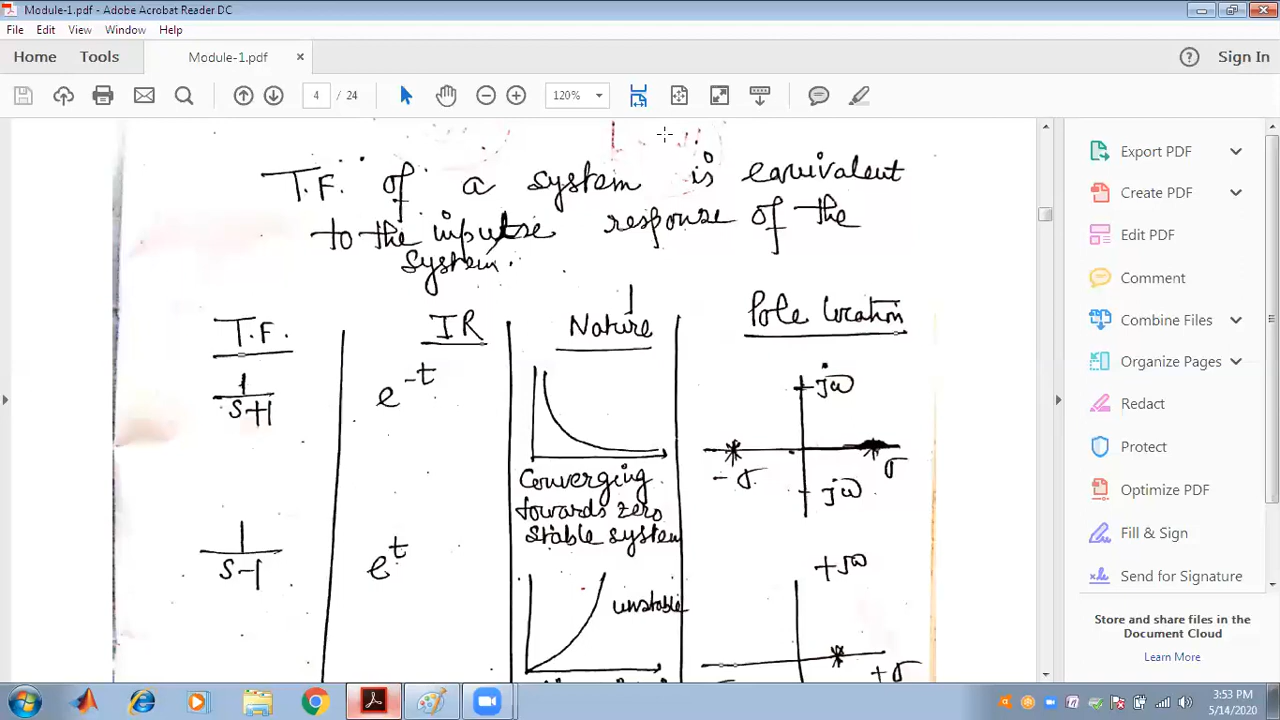 Module-1.pdf - Adobe Acrobat Reader DC
File Edit View Window Help
Home Tools Module-1.pdf × Sign In
4 / 24 120%
T.F. of a system is equivalent
to the inpulse response of the
system.
T.F. IR Nature Pole location
1/s+1 e^-t
+jω
-σ σ
-jω
Converging
towards zero
stable system
1/s-1 e^t
+jω
unstable
+σ
Export PDF
Create PDF
Edit PDF
Comment
Combine Files
Organize Pages
Redact
Protect
Optimize PDF
Fill & Sign
Send for Signature
Store and share files in the
Document Cloud
Learn More
3:53 PM
5/14/2020